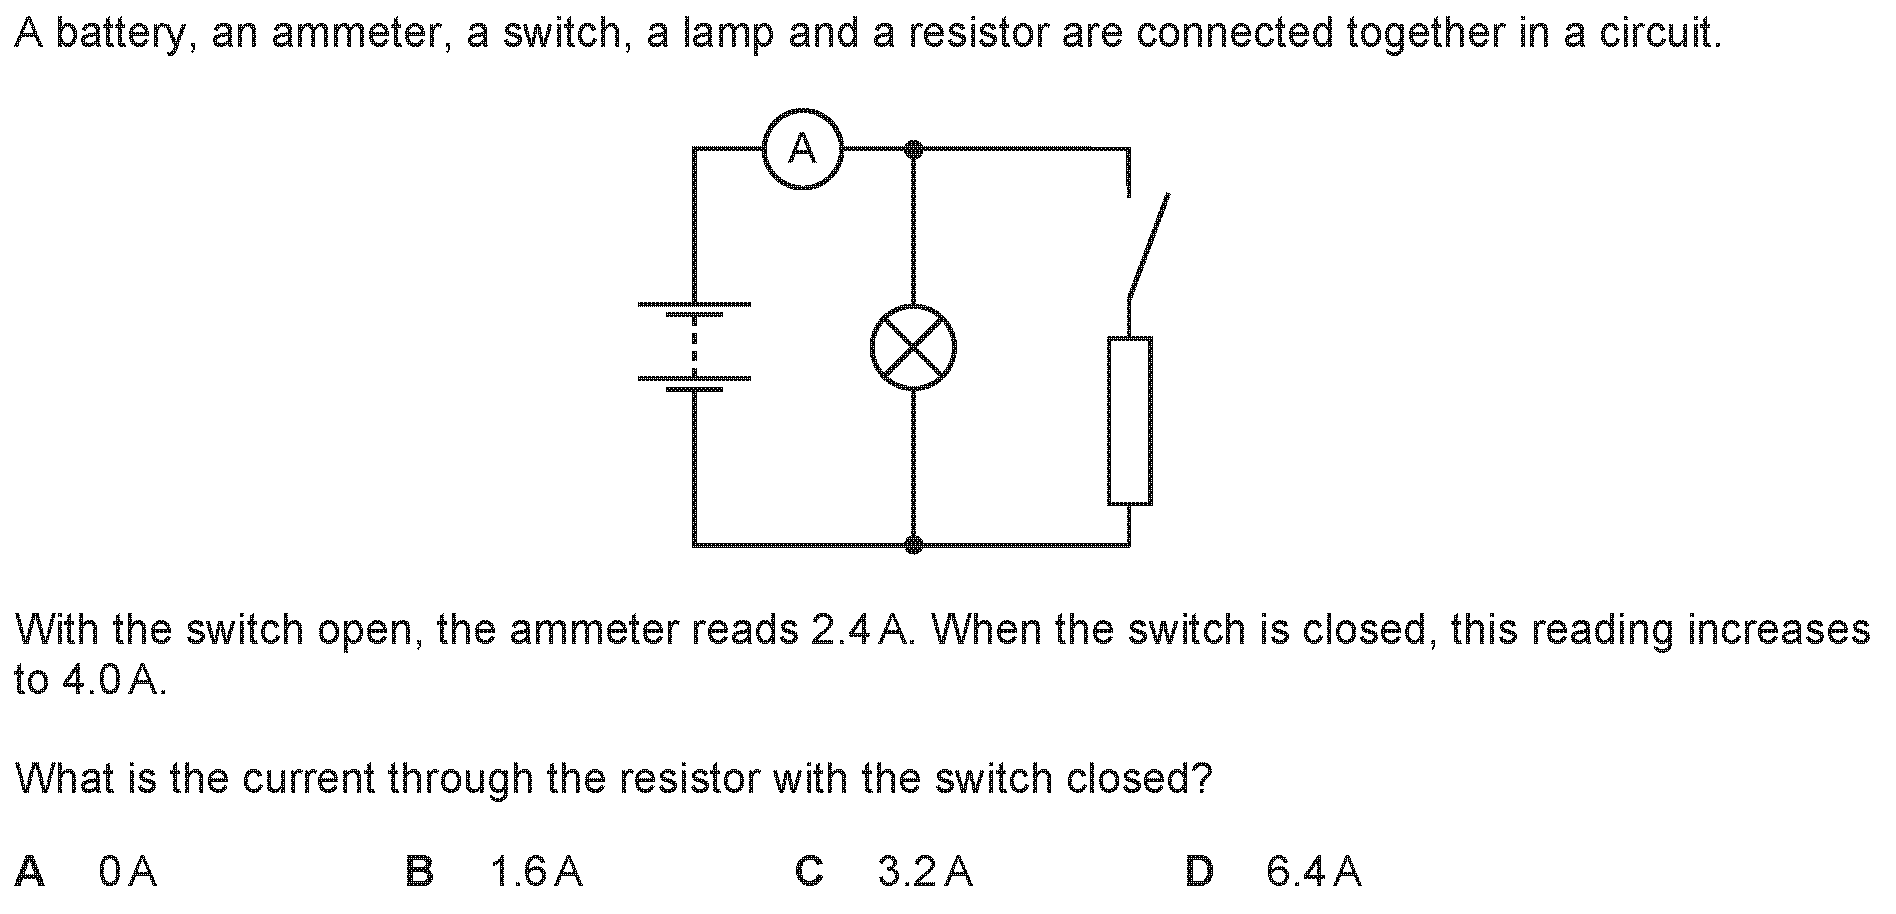 A battery, an ammeter, a switch, a lamp and a resistor are connected together in a circuit.
A
With the switch open, the ammeter reads 2.4 A. When the switch is closed, this reading increases
to 4.0 A.
What is the current through the resistor with the switch closed?
A 0 A B 1.6 A C 3.2 A D 6.4 A